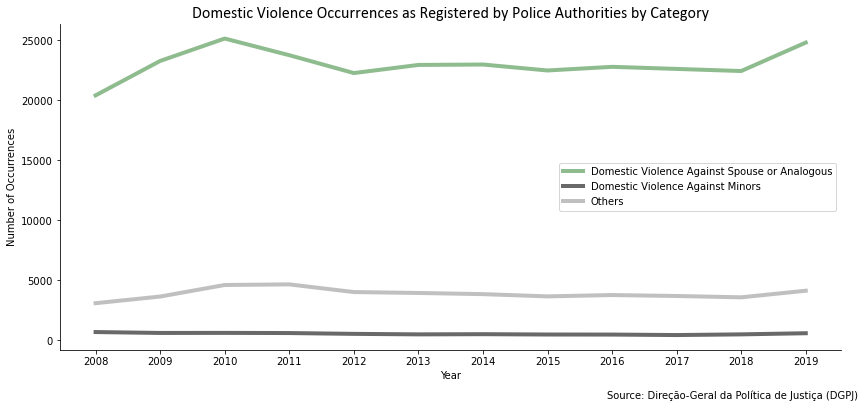 Domestic Violence Occurrences as Registered by Police Authorities by Category
25000
20000
15000
10000
5000
0
Number of Occurrences
Domestic Violence Against Spouse or Analogous
Domestic Violence Against Minors
Others
2008 2009 2010 2011 2012 2013 2014 2015 2016 2017 2018 2019
Year
Source: Direção-Geral da Política de Justiça (DGPJ)